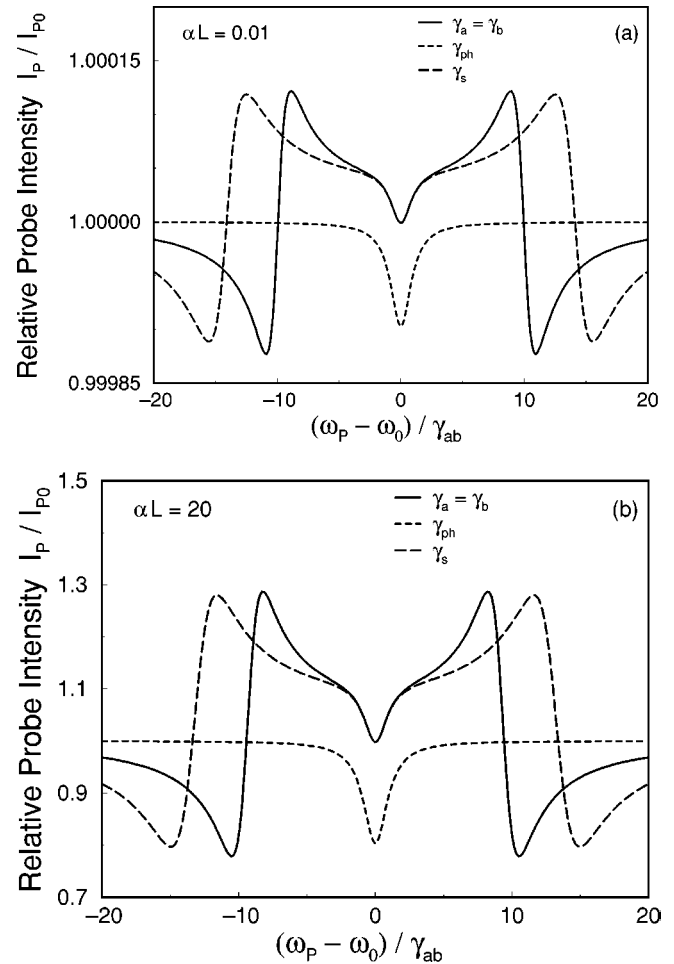 αL = 0.01
γa = γb
γph
γs
(a)
Relative Probe Intensity IP / IP0
1.00015
1.00000
0.99985
−20 −10 0 10 20
(ωP − ω0) / γab
αL = 20
γa = γb
γph
γs
(b)
Relative Probe Intensity IP / IP0
1.5
1.3
1.1
0.9
0.7
−20 −10 0 10 20
(ωP − ω0) / γab